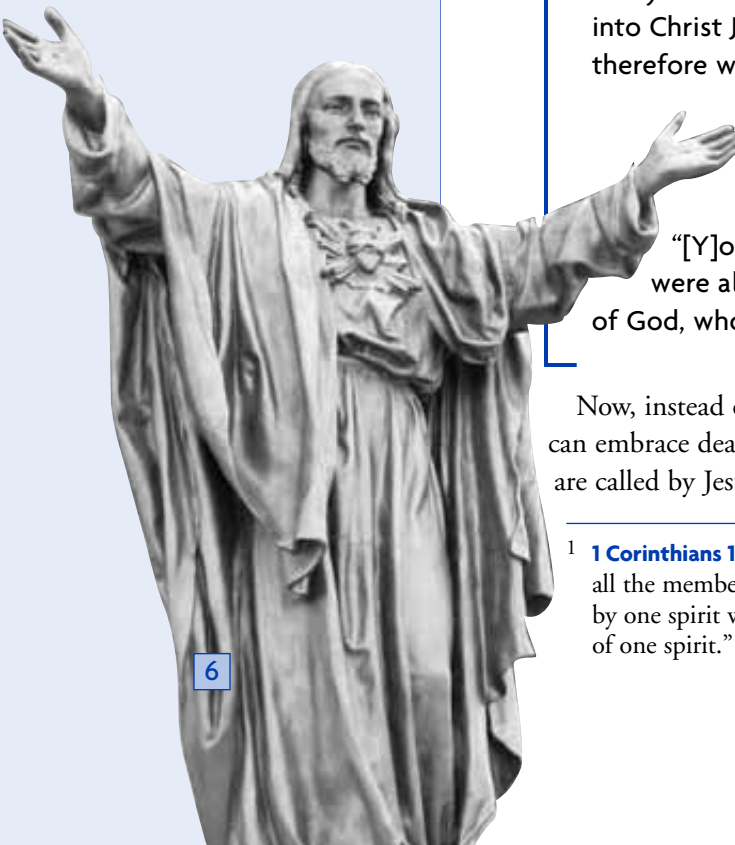 into Christ J
therefore w
“[Y]o
were al
of God, who
Now, instead
can embrace dea
are called by Jes
1 1 Corinthians 1
all the membe
by one spirit w
of one spirit.”
6